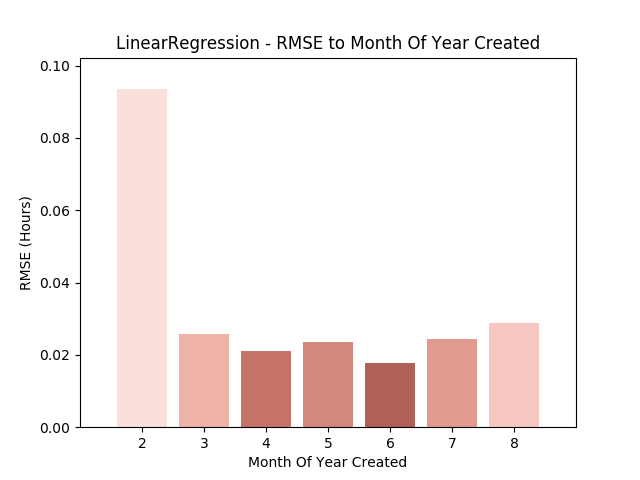 LinearRegression - RMSE to Month Of Year Created
0.10
0.08
0.06
0.04
0.02
0.00
RMSE (Hours)
2 3 4 5 6 7 8
Month Of Year Created